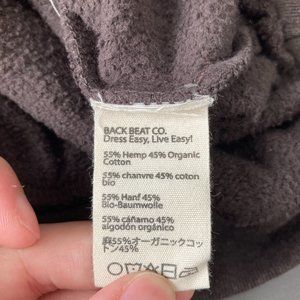 BACK BEAT CO.
Dress Easy, Live Easy!
55% Hemp 45% Organic
Cotton
55% chanvre 45% coton
bio
55% Hanf 45%
Bio-Baumwolle
55% cáñamo 45%
algodón orgánico
麻55%オーガニックコッ
トン45%